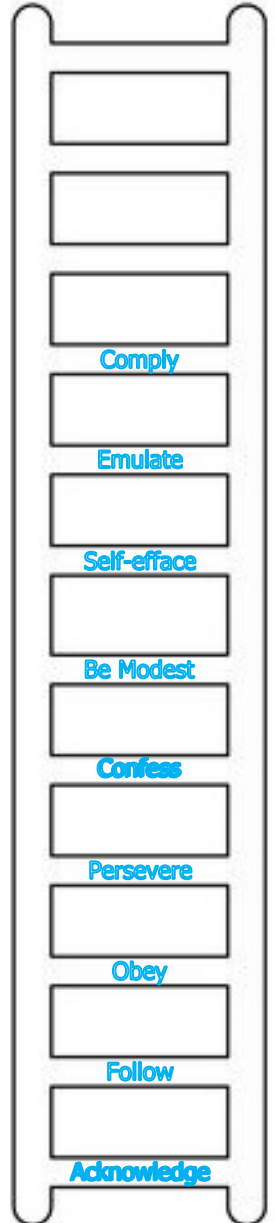 Comply
Emulate
Self-efface
Be Modest
Confess
Persevere
Obey
Follow
Acknowledge